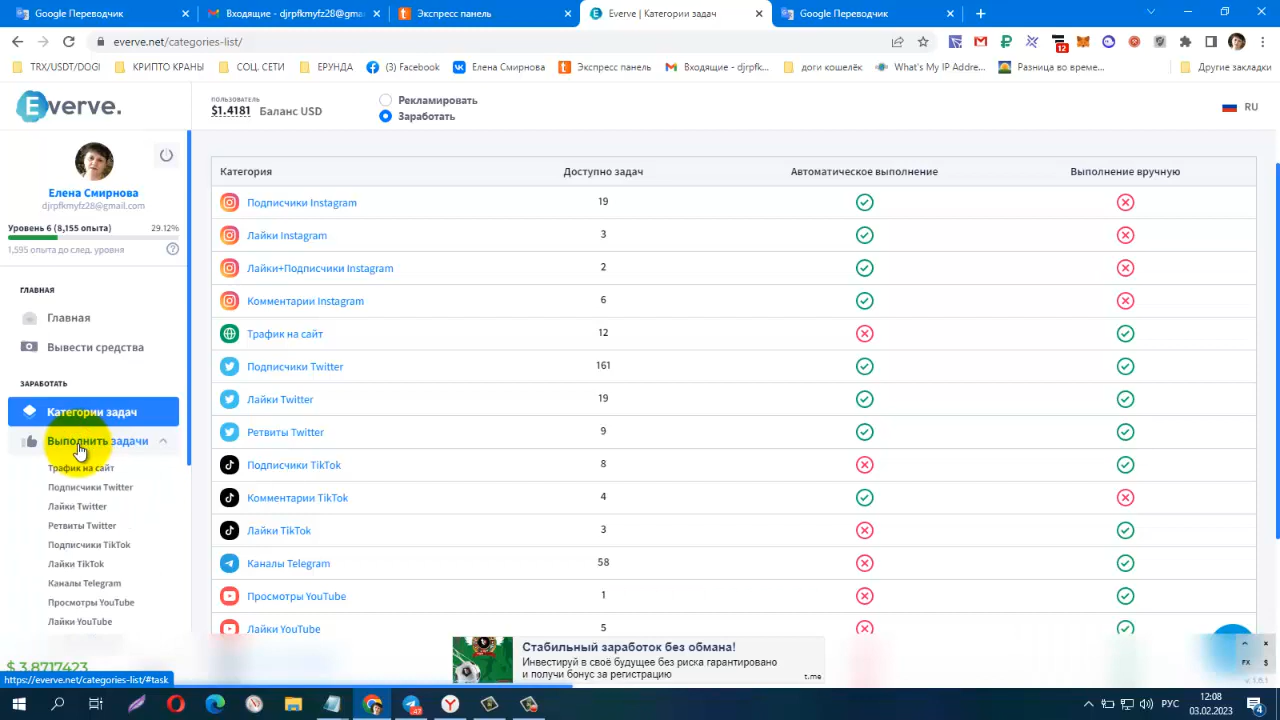 Google Переводчик
Входящие - djrpfkmyfz28@gma
Экспресс панель
Everve | Категории задач
Google Переводчик
everve.net/categories-list/
12
TRX/USDT/DOGI
КРИПТО КРАНЫ
СОЦ. СЕТИ
ЕРУНДА
(3) Facebook
Елена Смирнова
Экспресс панель
Входящие - djrpfk...
доги кошелёк
What's My IP Addre...
Разница во време...
Другие закладки
Everve.
ПОЛЬЗОВАТЕЛЬ
$1.4181 Баланс USD
Рекламировать
Заработать
RU
Елена Смирнова
djrpfkmyfz28@gmail.com
Уровень 6 (8,155 опыта) 29.12%
1,595 опыта до след. уровня
ГЛАВНАЯ
Главная
Вывести средства
ЗАРАБОТАТЬ
Категории задач
Выполнить задачи
Трафик на сайт
Подписчики Twitter
Лайки Twitter
Ретвиты Twitter
Подписчики TikTok
Лайки TikTok
Каналы Telegram
Просмотры YouTube
Лайки YouTube
$ 3.8717423
https://everve.net/categories-list/#task
Категория Доступно задач Автоматическое выполнение Выполнение вручную
Подписчики Instagram 19
Лайки Instagram 3
Лайки+Подписчики Instagram 2
Комментарии Instagram 6
Трафик на сайт 12
Подписчики Twitter 161
Лайки Twitter 19
Ретвиты Twitter 9
Подписчики TikTok 8
Комментарии TikTok 4
Лайки TikTok 3
Каналы Telegram 58
Просмотры YouTube 1
Лайки YouTube 5
Стабильный заработок без обмана!
Инвестируй в своё будущее без риска гарантировано
и получи бонус за регистрацию
t.me
FX $
v.1.6.1
47
РУС
12:08
03.02.2023
4